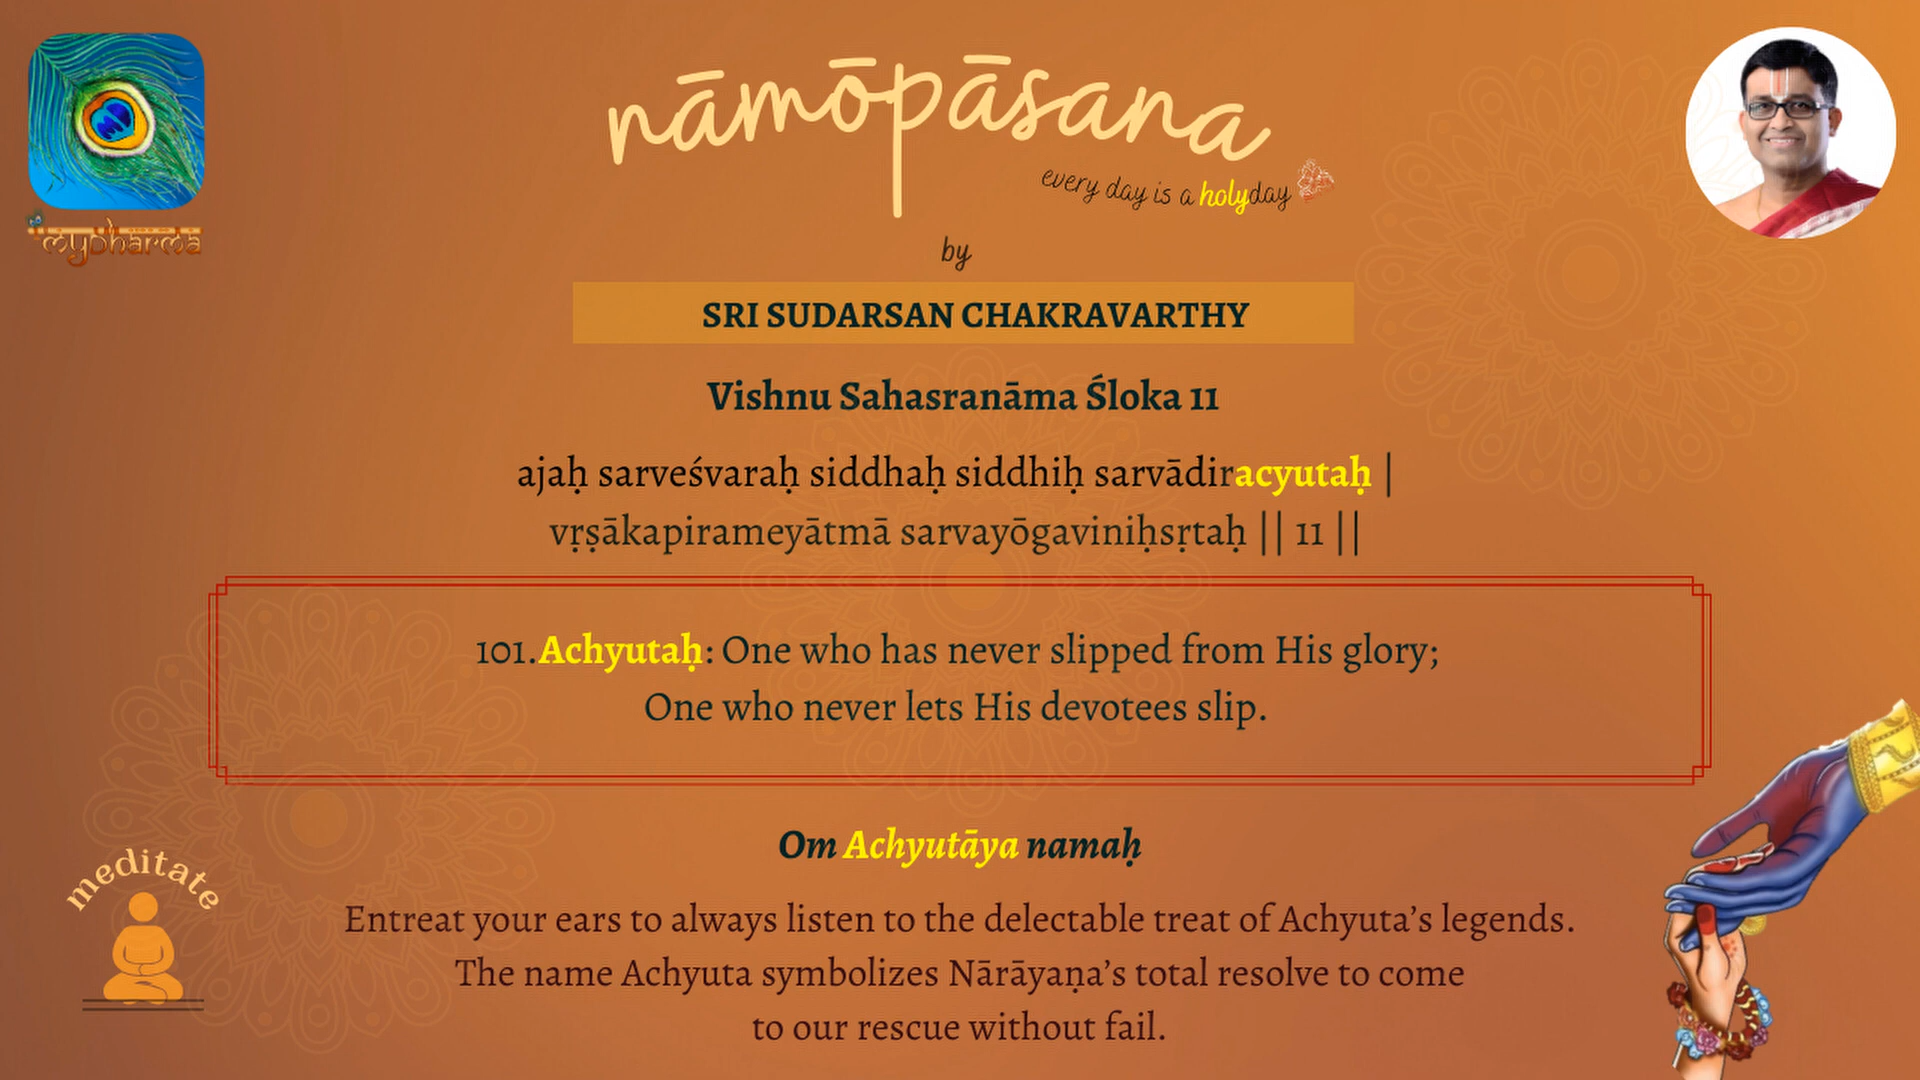 nāmōpāsana
every day is a holyday
myDharma
by
SRI SUDARSAN CHAKRAVARTHY
Vishnu Sahasranāma Śloka 11
ajaḥ sarveśvaraḥ siddhaḥ siddhiḥ sarvādiracyutaḥ |
vṛṣākapirameyātmā sarvayōgaviniḥsṛtaḥ || 11 ||
101.Achyutaḥ: One who has never slipped from His glory;
One who never lets His devotees slip.
Om Achyutāya namaḥ
meditate
Entreat your ears to always listen to the delectable treat of Achyuta’s legends.
The name Achyuta symbolizes Nārāyaṇa’s total resolve to come
to our rescue without fail.